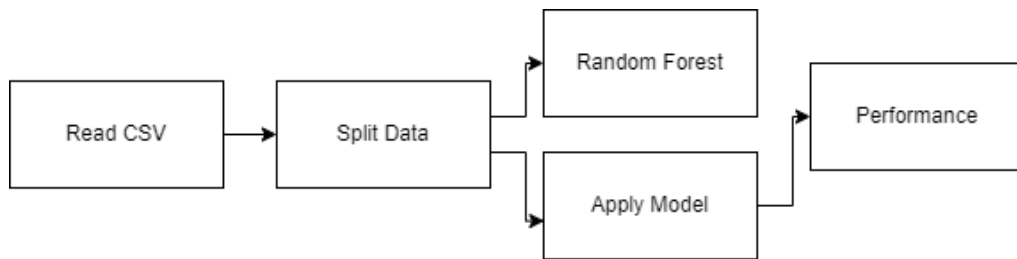 Read CSV
Split Data
Random Forest
Apply Model
Performance